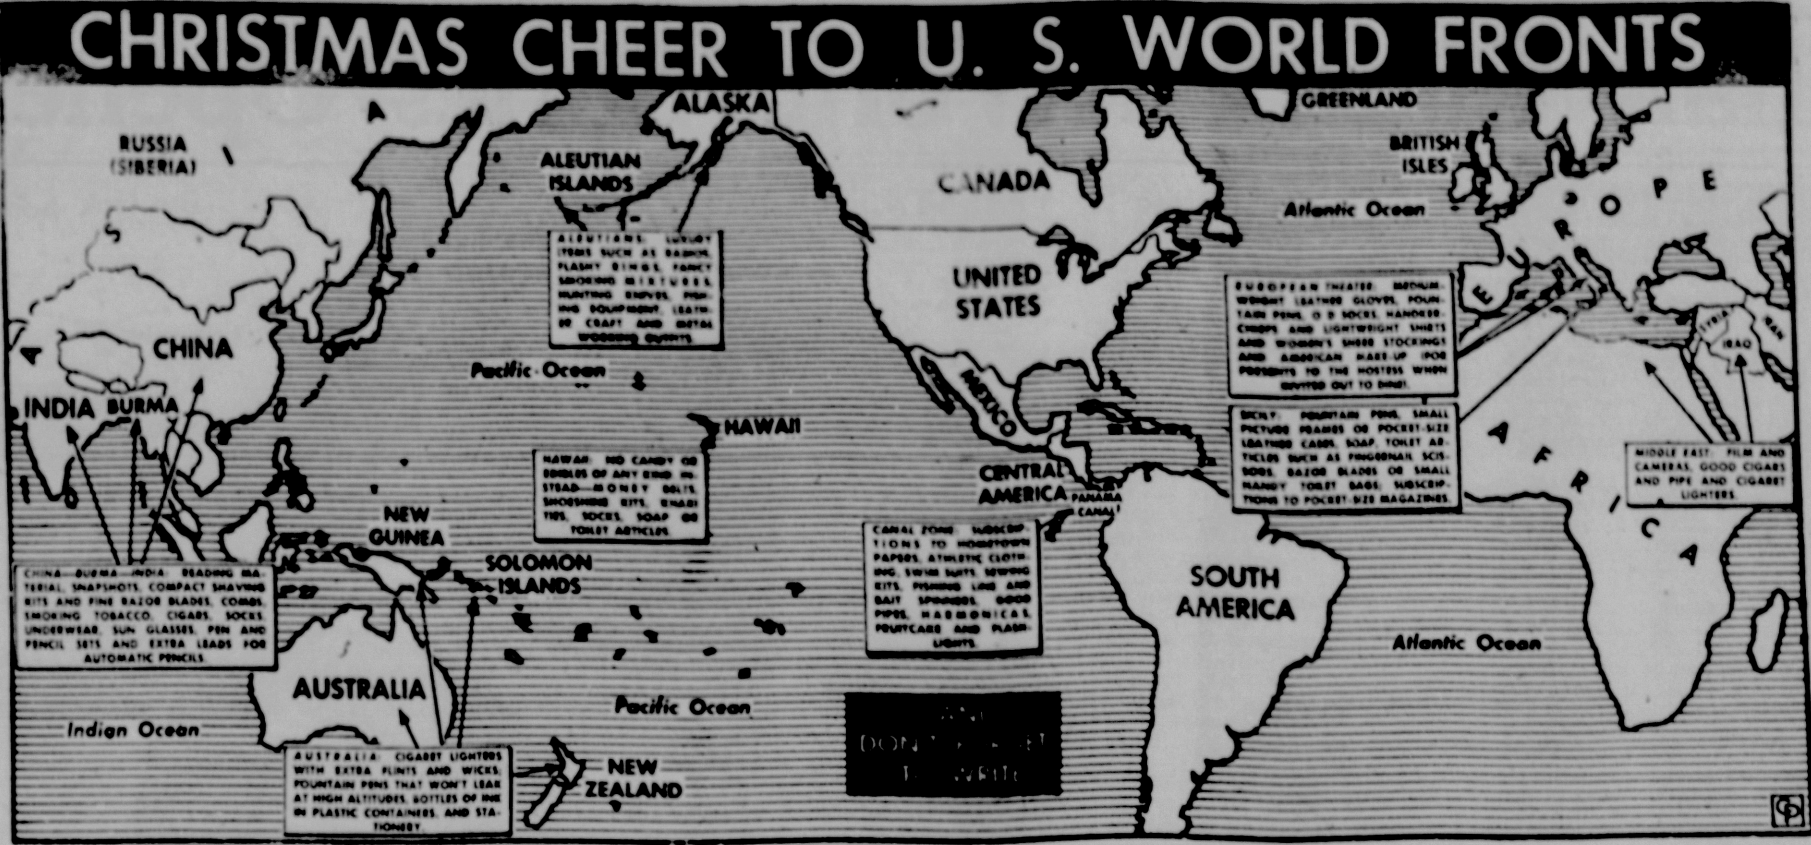 CHRISTMAS CHEER TO U. S. WORLD FRONTS
RUSSIA
(SIBERIA)
A
ALASKA
ALEUTIAN
ISLANDS
GREENLAND
BRITISH
ISLES
CANADA
Atlantic Ocean
EUROPE
ALEUTIANS: LUXURY
ITEMS SUCH AS RADIOS,
FLASHY RINGS, FANCY
SMOKING MIXTURES,
HUNTING KNIVES, FISH-
ING EQUIPMENT, LEATH-
ER CRAFT AND METAL
WORKING OUTFITS.
UNITED
STATES
EUROPEAN THEATER: MEDIUM-
WEIGHT LEATHER GLOVES, FOUN-
TAIN PENS, O D SOCKS, HANDKER-
CHIEFS AND LIGHTWEIGHT SHIRTS
AND WOMEN'S SHEER STOCKINGS
AND AMERICAN MAKE-UP (FOR
PRESENTS TO THE HOSTESS WHEN
INVITED OUT TO DINE).
SYRIA
IRAQ
IRAN
CHINA
A
INDIA
BURMA
Pacific Ocean
MEXICO
HAWAII
SICILY: FOUNTAIN PENS, SMALL
PICTURE FRAMES OR POCKET-SIZE
LEATHER CASES, SOAP, TOILET AR-
TICLES SUCH AS FINGERNAIL SCIS-
SORS, RAZOR BLADES OR SMALL
HANDY TOILET BAGS; SUBSCRIP-
TIONS TO POCKET-SIZE MAGAZINES.
AFRICA
MIDDLE EAST: FILM AND
CAMERAS, GOOD CIGARS
AND PIPE AND CIGARET
LIGHTERS.
HAWAII: NO CANDY OR
EDIBLES OF ANY KIND IN-
STEAD—MONEY BELTS,
SHOESHINE KITS, KHAKI
TIES, SOCKS, SOAP OR
TOILET ARTICLES.
CENTRAL
AMERICA
PANAMA
CANAL
NEW
GUINEA
SOLOMON
ISLANDS
CANAL ZONE: SUBSCRIP-
TIONS TO HOMETOWN
PAPERS, ATHLETIC CLOTH-
ING, SWIM SUITS, SEWING
KITS, FISHING LINE AND
BAIT SPINNERS, GOOD
PIPES, HARMONICAS,
FRUITCAKE AND FLASH-
LIGHTS.
SOUTH
AMERICA
CHINA-BURMA-INDIA: READING MA-
TERIAL, SNAPSHOTS, COMPACT SHAVING
KITS AND FINE RAZOR BLADES, COMBS,
SMOKING TOBACCO, CIGARS, SOCKS,
UNDERWEAR, SUN GLASSES, PEN AND
PENCIL SETS AND EXTRA LEADS FOR
AUTOMATIC PENCILS.
Atlantic Ocean
AUSTRALIA
Indian Ocean
Pacific Ocean
AND
DON'T FORGET
TO WRITE
AUSTRALIA: CIGARET LIGHTERS
WITH EXTRA FLINTS AND WICKS;
FOUNTAIN PENS THAT WON'T LEAK
AT HIGH ALTITUDES, BOTTLES OF INK
IN PLASTIC CONTAINERS, AND STA-
TIONERY.
NEW
ZEALAND
CP